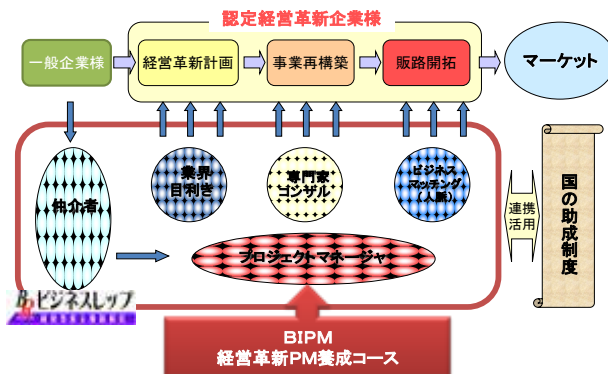 認定経営革新企業様
一般企業様
経営革新計画
事業再構築
販路開拓
マーケット
業界
目利き
専門家
コンサル
ビジネス
マッチング
(人脈)
仲介者
連携
活用
国の助成制度
プロジェクトマネージャ
ビジネスレップ
BIPM
経営革新PM養成コース